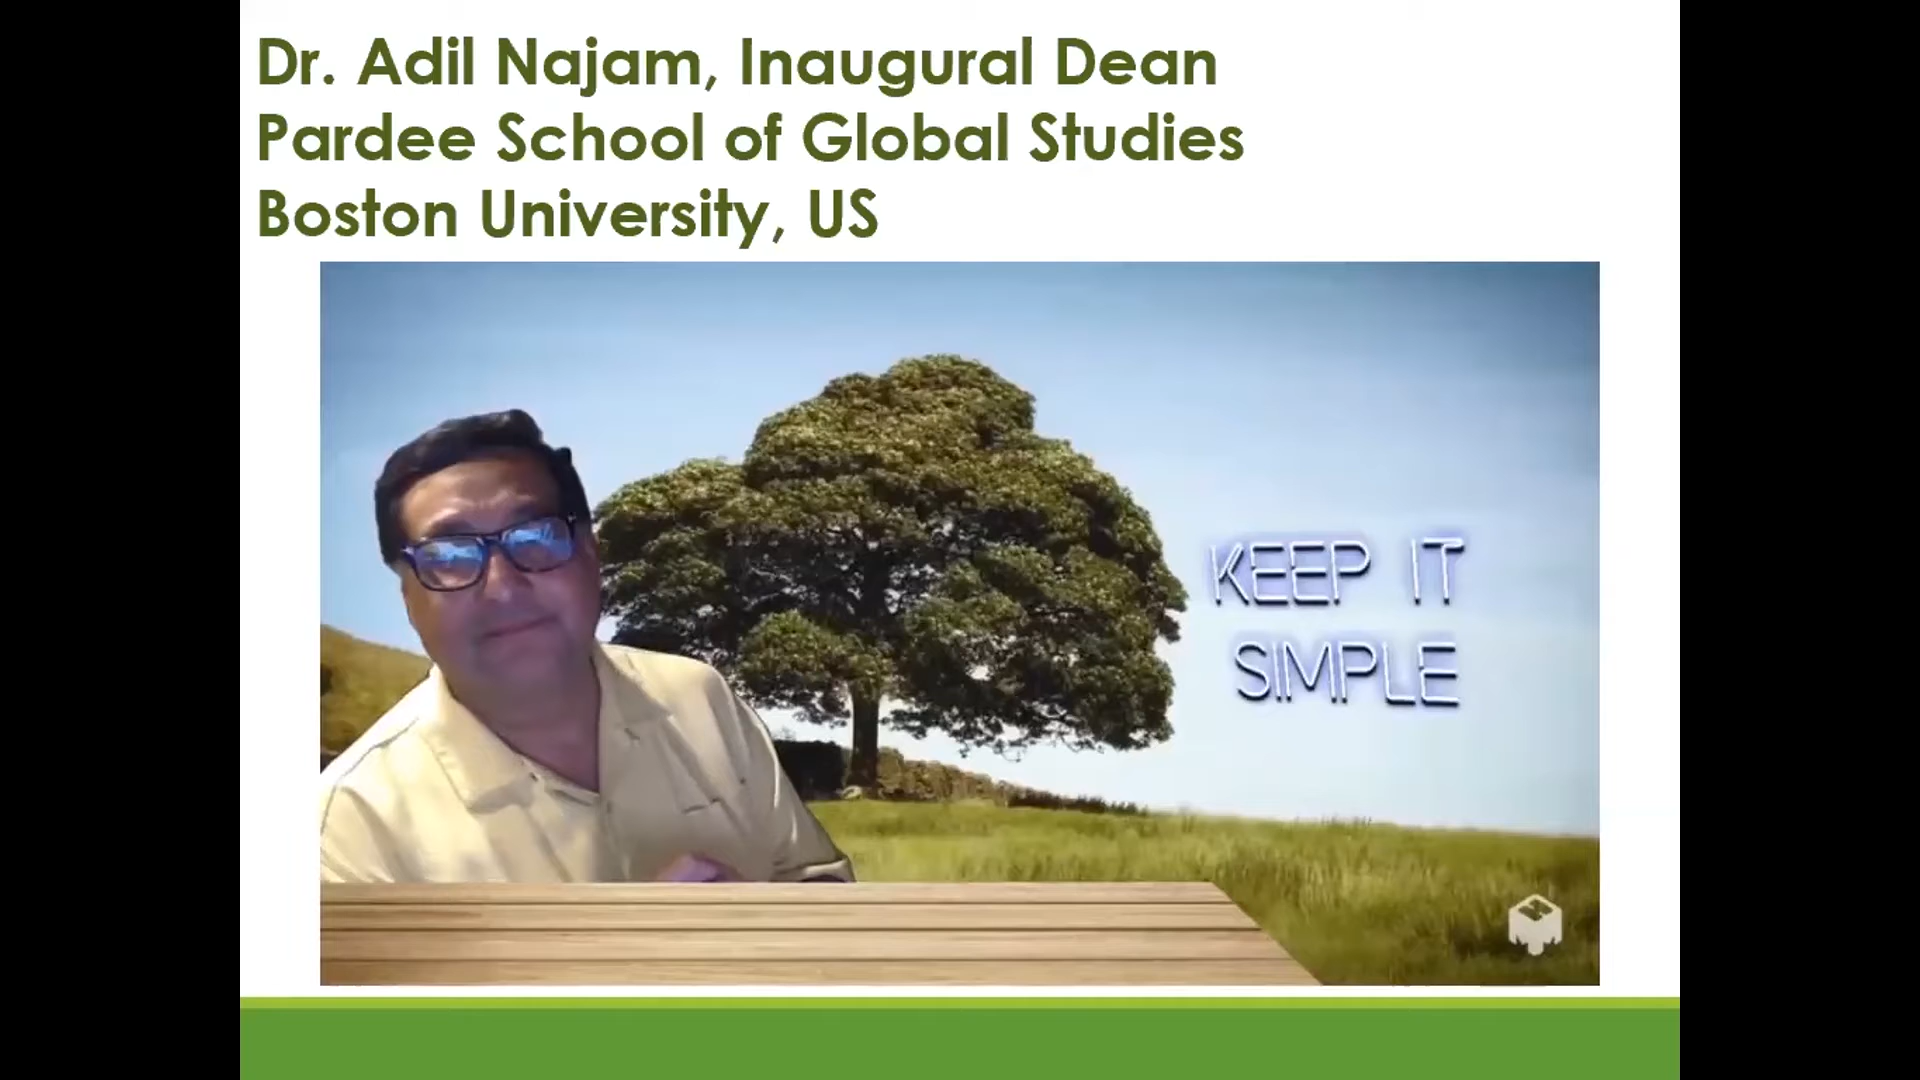 Dr. Adil Najam, Inaugural Dean
Pardee School of Global Studies
Boston University, US
KEEP IT
SIMPLE